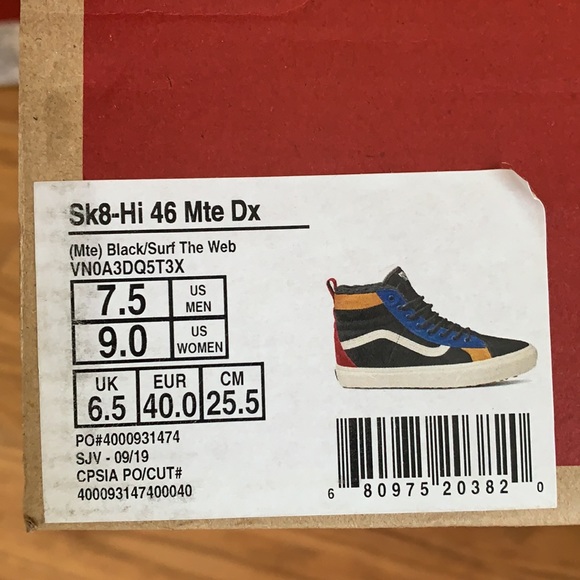 Sk8-Hi 46 Mte Dx
(Mte) Black/Surf The Web
VN0A3DQ5T3X
7.5 US MEN
9.0 US WOMEN
UK EUR CM
6.5 40.0 25.5
PO#4000931474
SJV - 09/19
CPSIA PO/CUT#
400093147400040
6 80975 20382 0